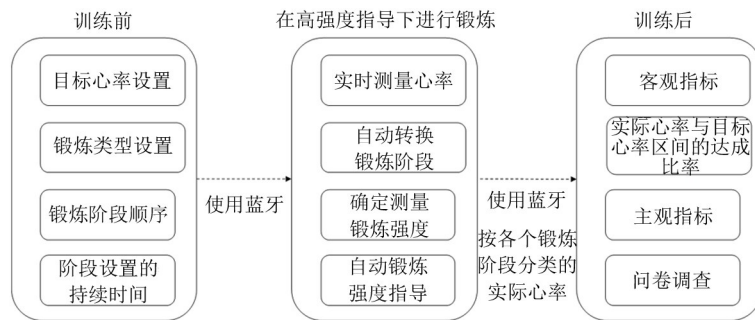 训练前
目标心率设置
锻炼类型设置
锻炼阶段顺序
阶段设置的
持续时间
使用蓝牙
在高强度指导下进行锻炼
实时测量心率
自动转换
锻炼阶段
确定测量
锻炼强度
自动锻炼
强度指导
使用蓝牙
按各个锻炼
阶段分类的
实际心率
训练后
客观指标
实际心率与目标
心率区间的达成
比率
主观指标
问卷调查